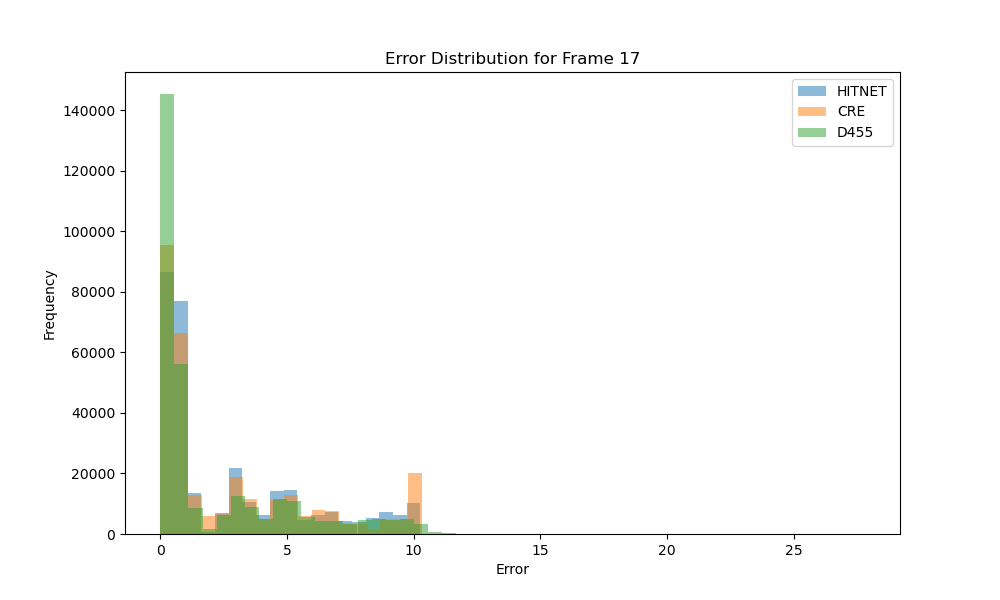 Error Distribution for Frame 17
HITNET
CRE
D455
140000
120000
100000
80000
60000
40000
20000
0
Frequency
0 5 10 15 20 25
Error